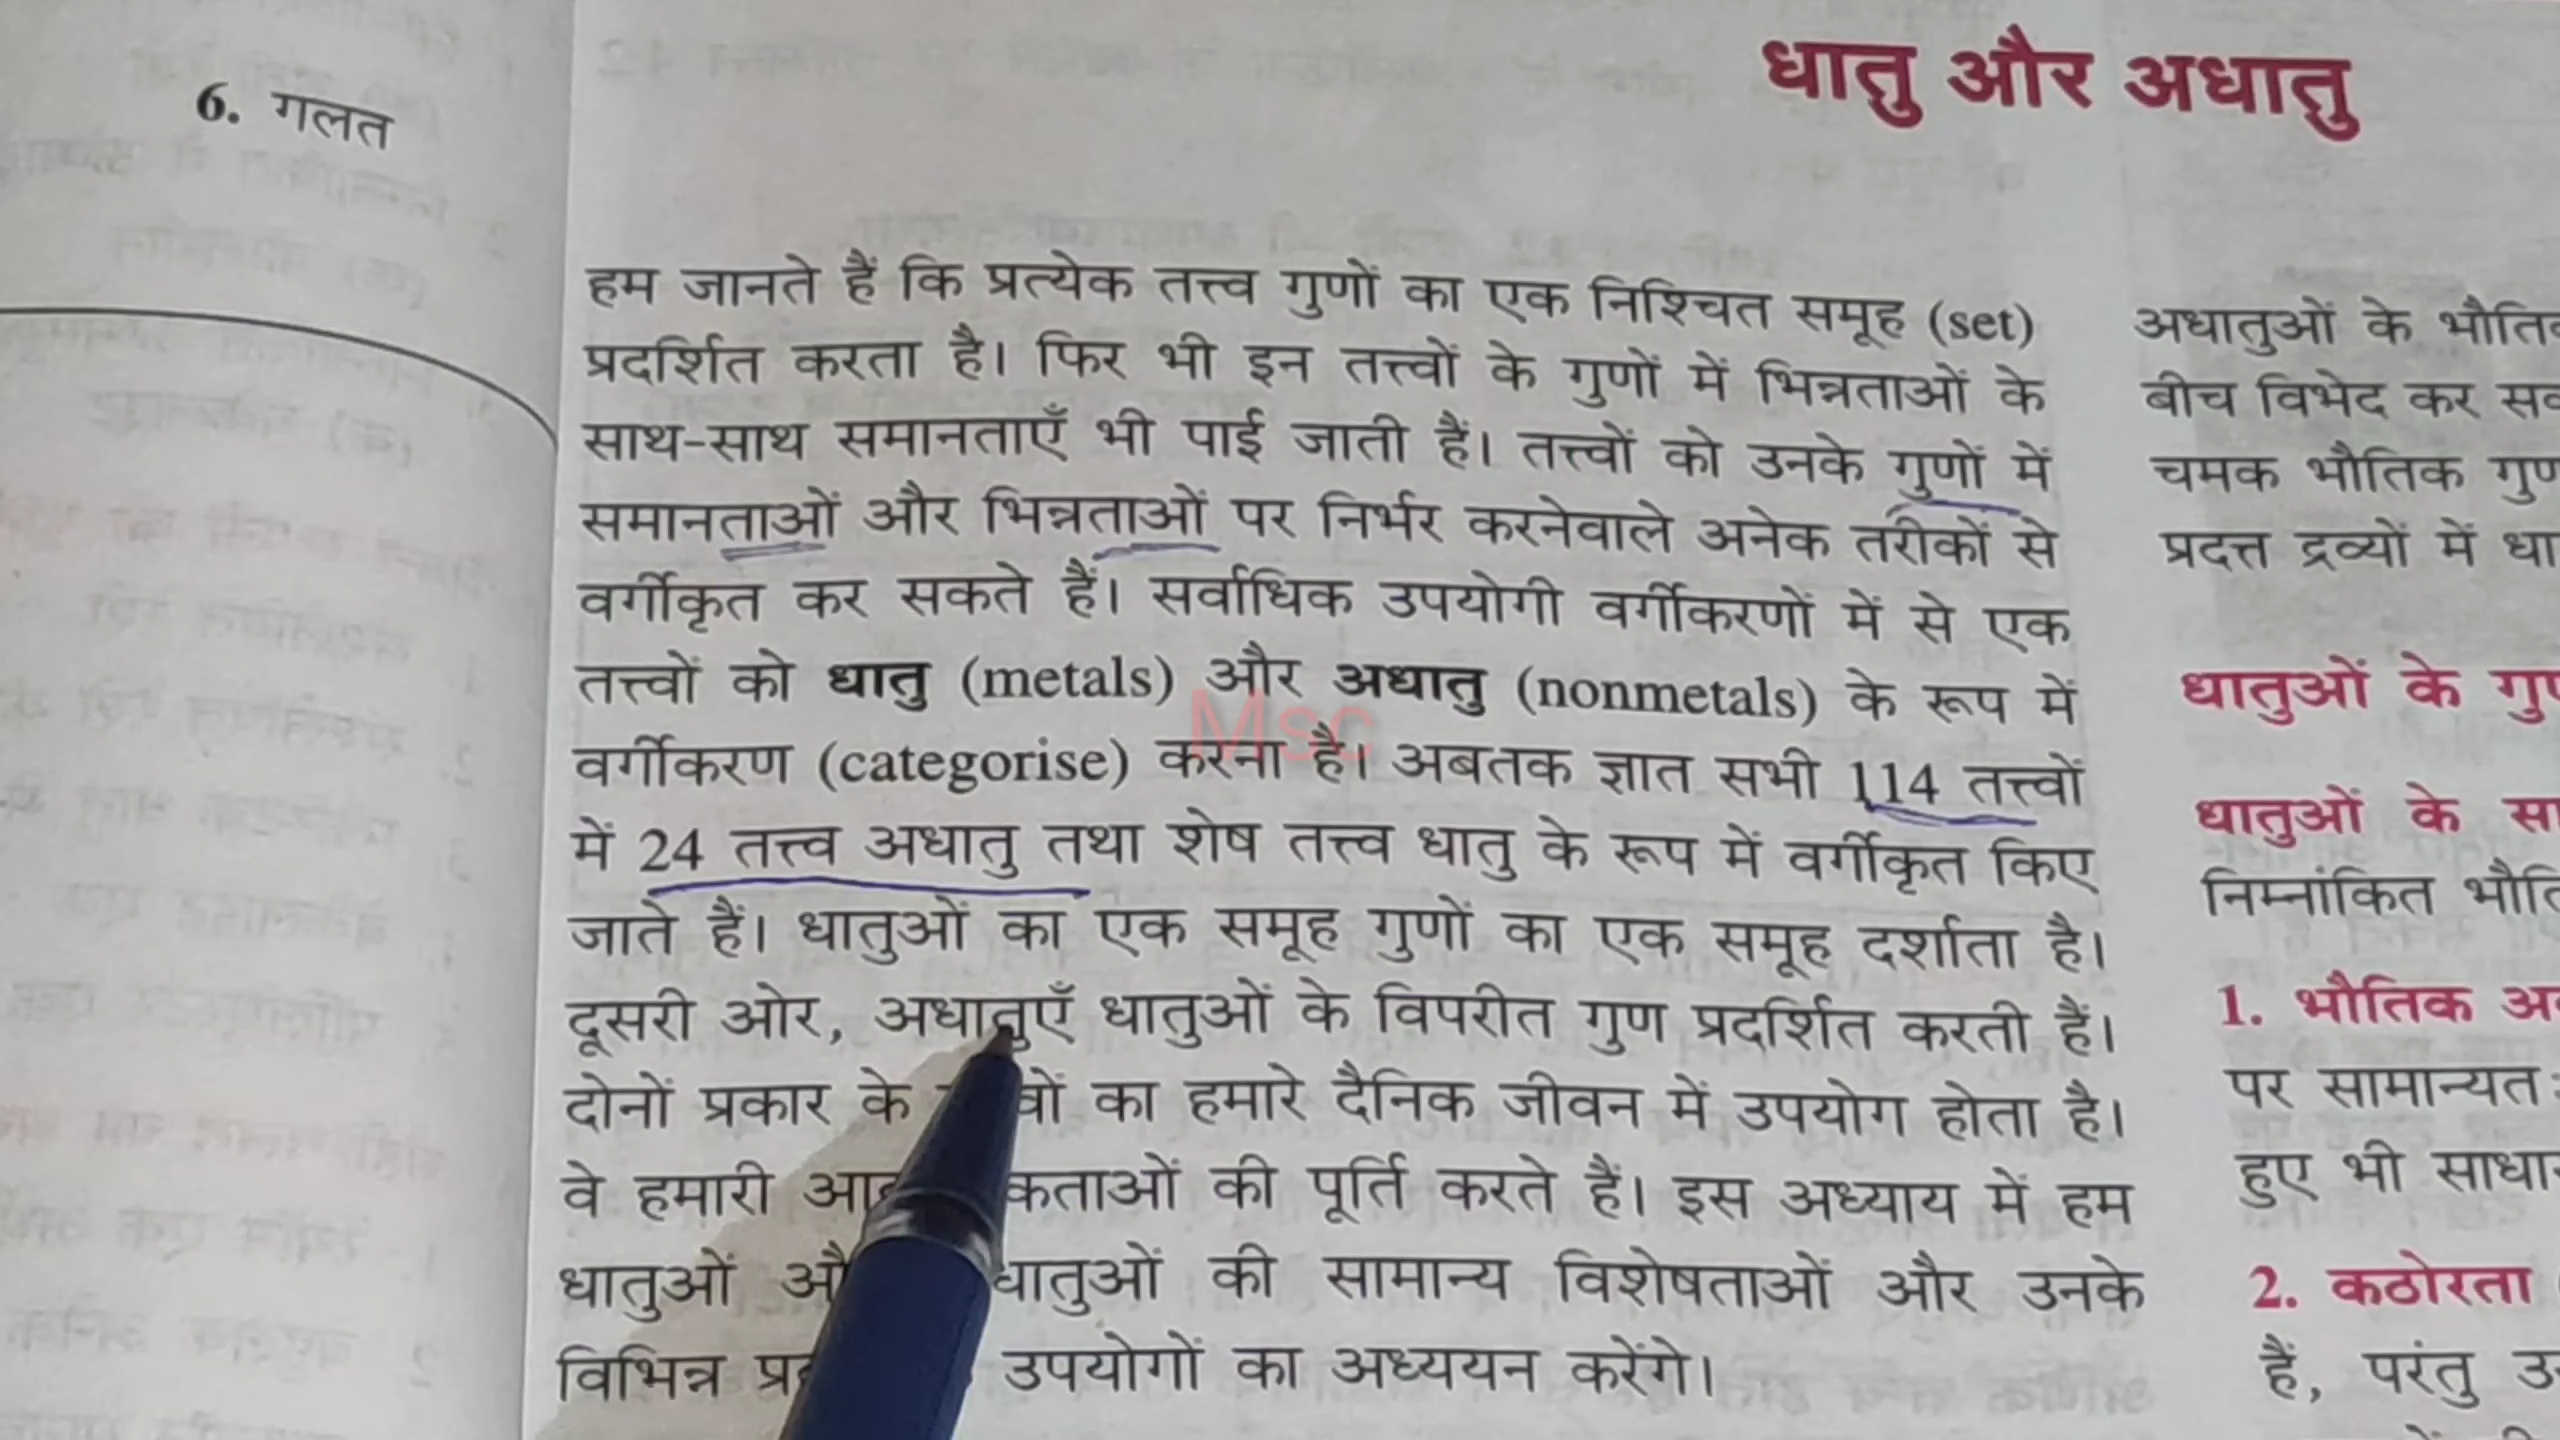 धातु और अधातु
6. गलत
हम जानते हैं कि प्रत्येक तत्त्व गुणों का एक निश्चित समूह (set)
प्रदर्शित करता है। फिर भी इन तत्त्वों के गुणों में भिन्नताओं के
साथ-साथ समानताएँ भी पाई जाती हैं। तत्त्वों को उनके गुणों में
समानताओं और भिन्नताओं पर निर्भर करनेवाले अनेक तरीकों से
वर्गीकृत कर सकते हैं। सर्वाधिक उपयोगी वर्गीकरणों में से एक
तत्त्वों को धातु (metals) और अधातु (nonmetals) के रूप में
वर्गीकरण (categorise) करना है। अबतक ज्ञात सभी 114 तत्त्वों
में 24 तत्त्व अधातु तथा शेष तत्त्व धातु के रूप में वर्गीकृत किए
जाते हैं। धातुओं का एक समूह गुणों का एक समूह दर्शाता है।
दूसरी ओर, अधातुएँ धातुओं के विपरीत गुण प्रदर्शित करती हैं।
दोनों प्रकार के का हमारे दैनिक जीवन में उपयोग होता है।
वे हमारी की पूर्ति करते हैं। इस अध्याय में हम
धातुओं की सामान्य विशेषताओं और उनके
विभिन्न उपयोगों का अध्ययन करेंगे।
Msc
अधातुओं के
बीच विभेद कर
चमक भौतिक
प्रदत्त द्रव्यों में
धातुओं के
धातुओं के
निम्नांकित
1. भौतिक
पर
हुए भी
2. कठोरता
हैं, परंतु